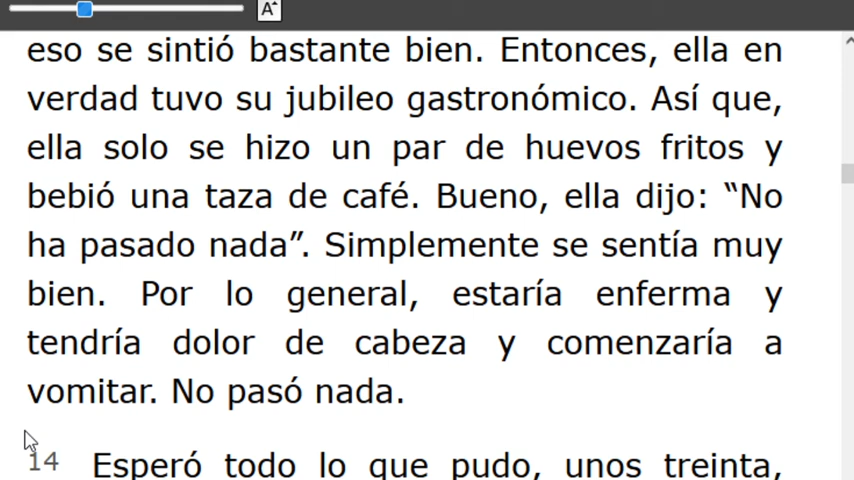 A
eso se sintió bastante bien. Entonces, ella en
verdad tuvo su jubileo gastronómico. Así que,
ella solo se hizo un par de huevos fritos y
bebió una taza de café. Bueno, ella dijo: “No
ha pasado nada”. Simplemente se sentía muy
bien. Por lo general, estaría enferma y
tendría dolor de cabeza y comenzaría a
vomitar. No pasó nada.
14 Esperó todo lo que pudo, unos treinta,